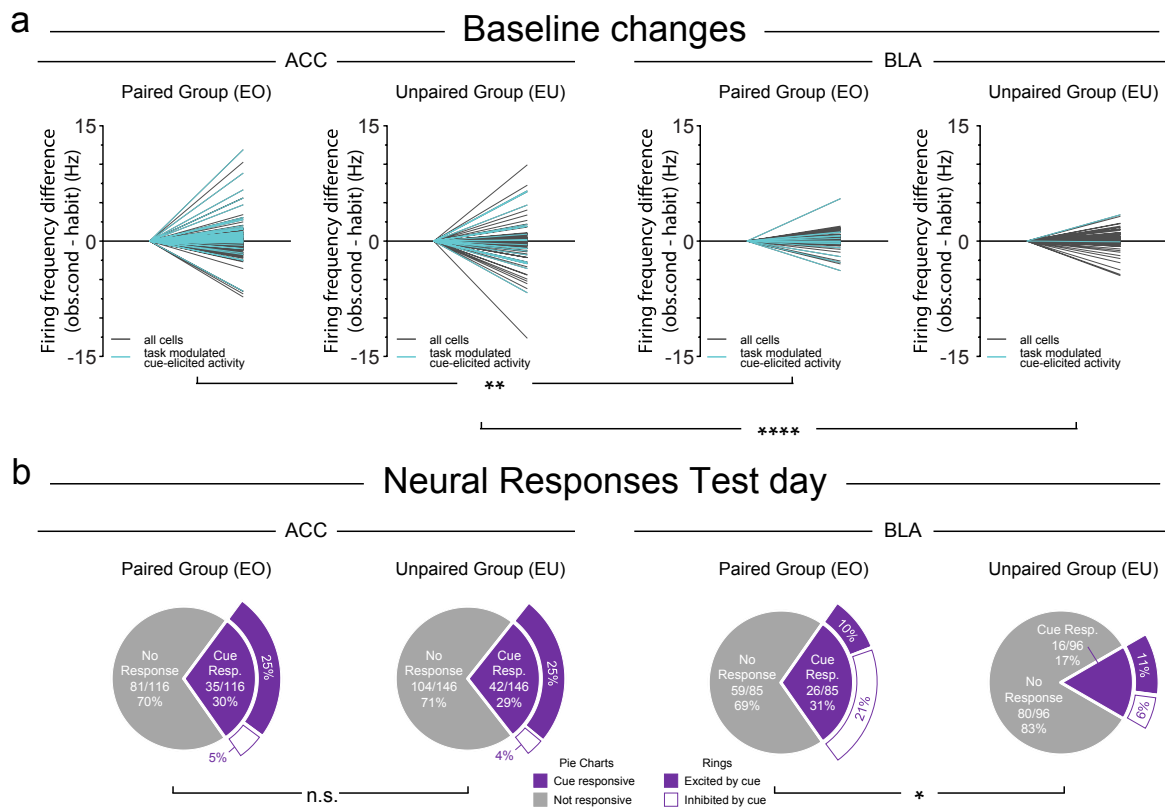 a
Baseline changes
ACC
BLA
Paired Group (EO)
Unpaired Group (EU)
Paired Group (EO)
Unpaired Group (EU)
Firing frequency difference
(obs.cond - habit) (Hz)
15
0
-15
all cells
task modulated
cue-elicited activity
Firing frequency difference
(obs.cond - habit) (Hz)
15
0
-15
all cells
task modulated
cue-elicited activity
Firing frequency difference
(obs.cond - habit) (Hz)
15
0
-15
all cells
task modulated
cue-elicited activity
Firing frequency difference
(obs.cond - habit) (Hz)
15
0
-15
all cells
task modulated
cue-elicited activity
**
****
b
Neural Responses Test day
ACC
BLA
Paired Group (EO)
Unpaired Group (EU)
Paired Group (EO)
Unpaired Group (EU)
No
Response
81/116
70%
Cue
Resp.
35/116
30%
25%
5%
No
Response
104/146
71%
Cue
Resp.
42/146
29%
25%
4%
No
Response
59/85
69%
Cue
Resp.
26/85
31%
10%
21%
Cue Resp.
16/96
17%
No
Response
80/96
83%
11%
6%
Pie Charts
Cue responsive
Not responsive
Rings
Excited by cue
Inhibited by cue
n.s.
*